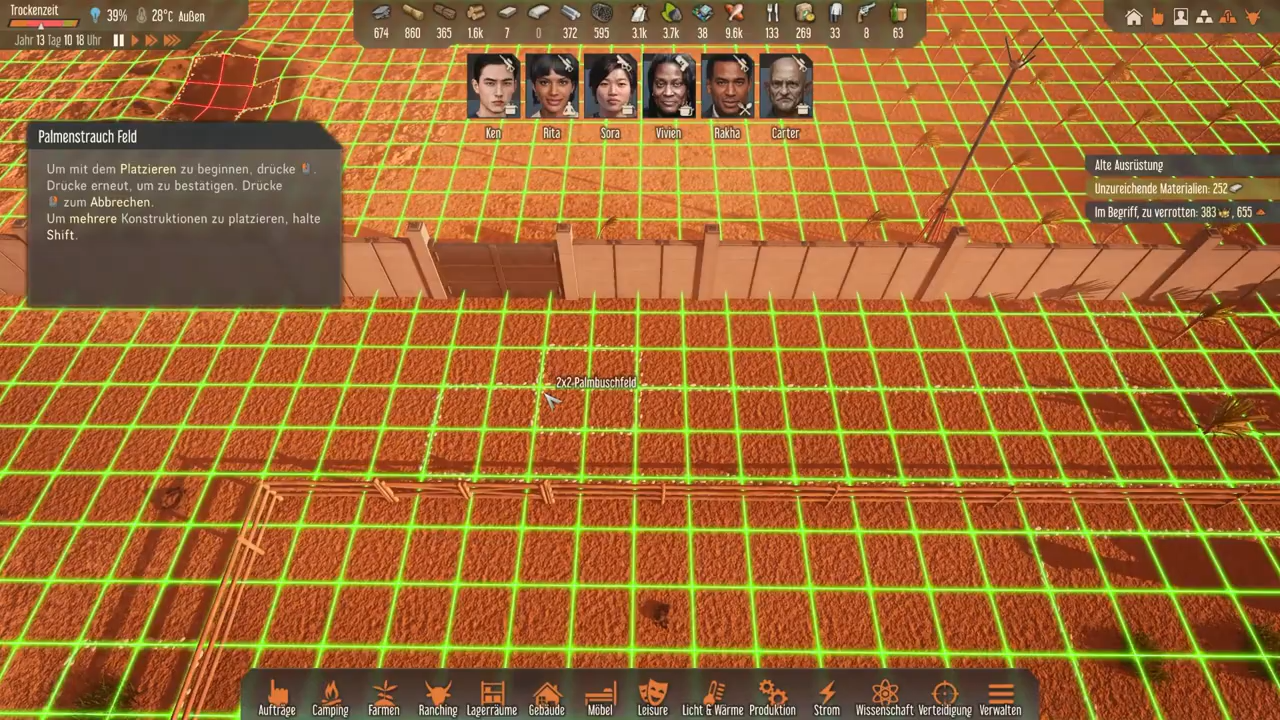 Trockenzeit
39%
28°C Außen
Jahr 13 Tag 10 18 Uhr
674 860 365 1.6k 7 0 372 595 3.1k 3.7k 38 9.6k 133 269 33 8 63
Ken Rita Sora Vivien Rakha Carter
Palmenstrauch Feld
Um mit dem Platzieren zu beginnen, drücke .
Drücke erneut, um zu bestätigen. Drücke
zum Abbrechen.
Um mehrere Konstruktionen zu platzieren, halte
Shift.
Alte Ausrüstung
Unzureichende Materialien: 252
Im Begriff, zu verrotten: 383 , 655
2x2 Palmbuschfeld
Aufträge Camping Farmen Ranching Lagerräume Gebäude Möbel Leisure Licht & Wärme Produktion Strom Wissenschaft Verteidigung Verwalten